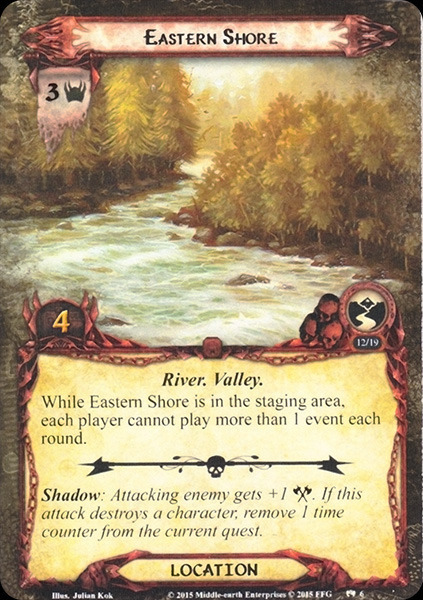 EASTERN SHORE
3
4
12/19
River. Valley.
While Eastern Shore is in the staging area,
each player cannot play more than 1 event each
round.
Shadow: Attacking enemy gets +1 . If this
attack destroys a character, remove 1 time
counter from the current quest.
LOCATION
Illus. Julian Kok © 2015 Middle-earth Enterprises © 2015 FFG 6